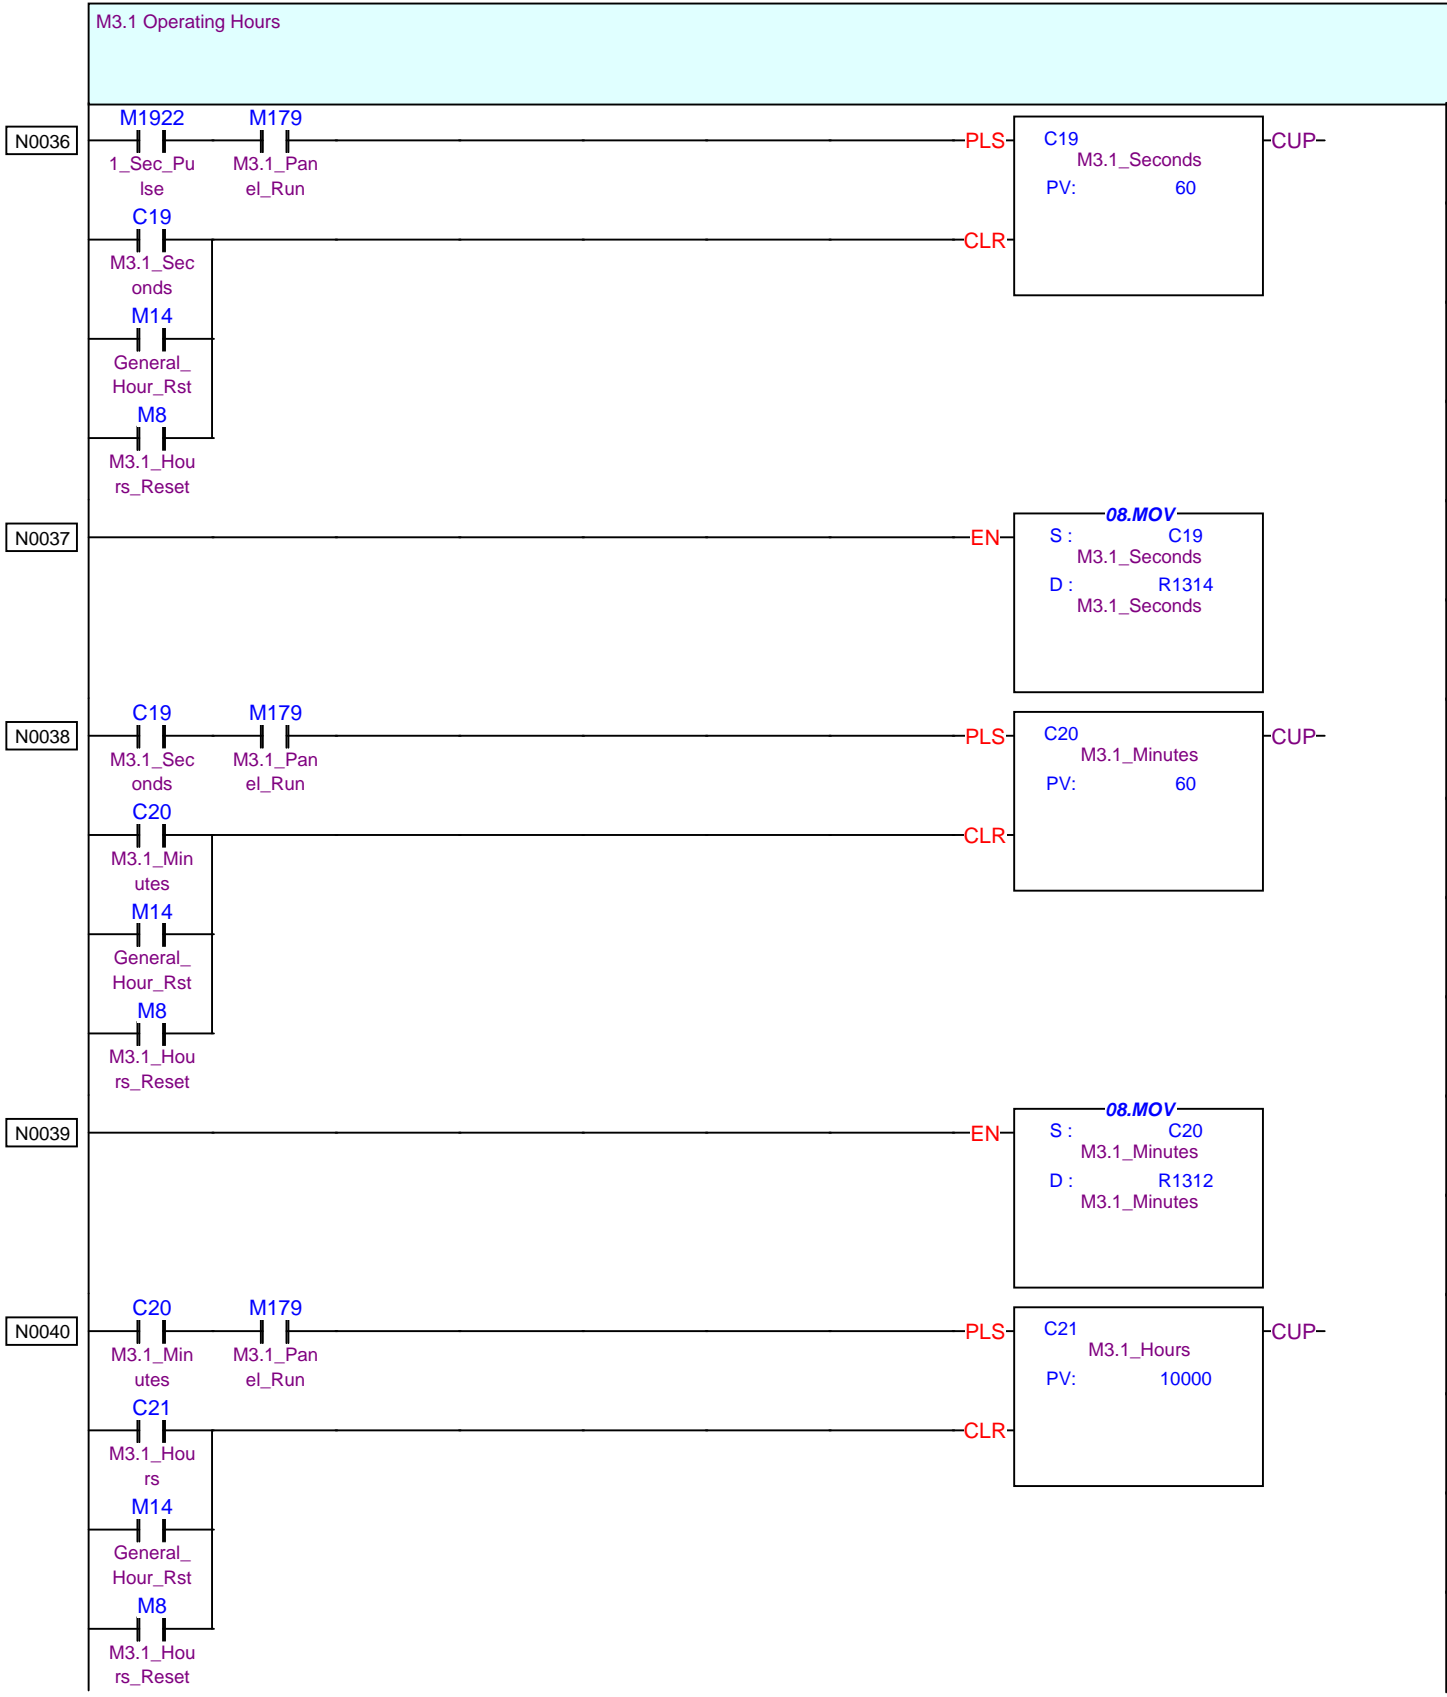 M3.1 Operating Hours
M1922 M179
N0036 PLS C19 CUP
1_Sec_Pu M3.1_Pan M3.1_Seconds
lse el_Run PV: 60
C19
CLR
M3.1_Sec
onds
M14
General_
Hour_Rst
M8
M3.1_Hou
rs_Reset
08.MOV
N0037 EN S : C19
M3.1_Seconds
D : R1314
M3.1_Seconds
C19 M179
N0038 PLS C20 CUP
M3.1_Sec M3.1_Pan M3.1_Minutes
onds el_Run PV: 60
C20
CLR
M3.1_Min
utes
M14
General_
Hour_Rst
M8
M3.1_Hou
rs_Reset
08.MOV
N0039 EN S : C20
M3.1_Minutes
D : R1312
M3.1_Minutes
C20 M179
N0040 PLS C21 CUP
M3.1_Min M3.1_Pan M3.1_Hours
utes el_Run PV: 10000
C21
CLR
M3.1_Hou
rs
M14
General_
Hour_Rst
M8
M3.1_Hou
rs_Reset